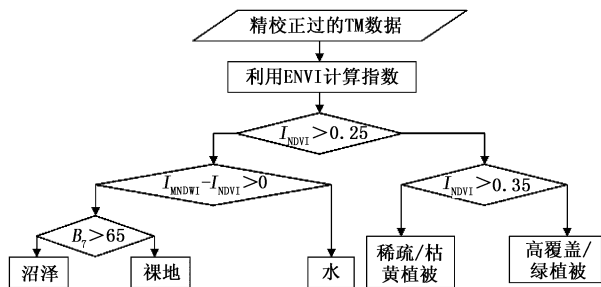 精校正过的TM数据
利用ENVI计算指数
I_NDVI>0.25
I_MNDWI-I_NDVI>0
I_NDVI>0.35
B_7>65
沼泽
裸地
水
稀疏/枯
黄植被
高覆盖/
绿植被